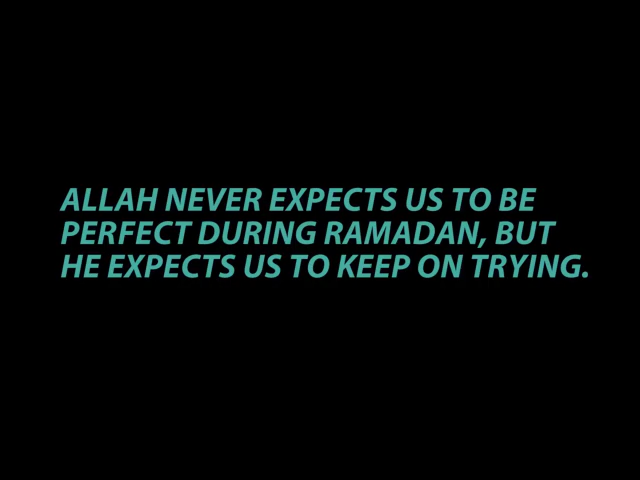 ALLAH NEVER EXPECTS US TO BE
PERFECT DURING RAMADAN, BUT
HE EXPECTS US TO KEEP ON TRYING.